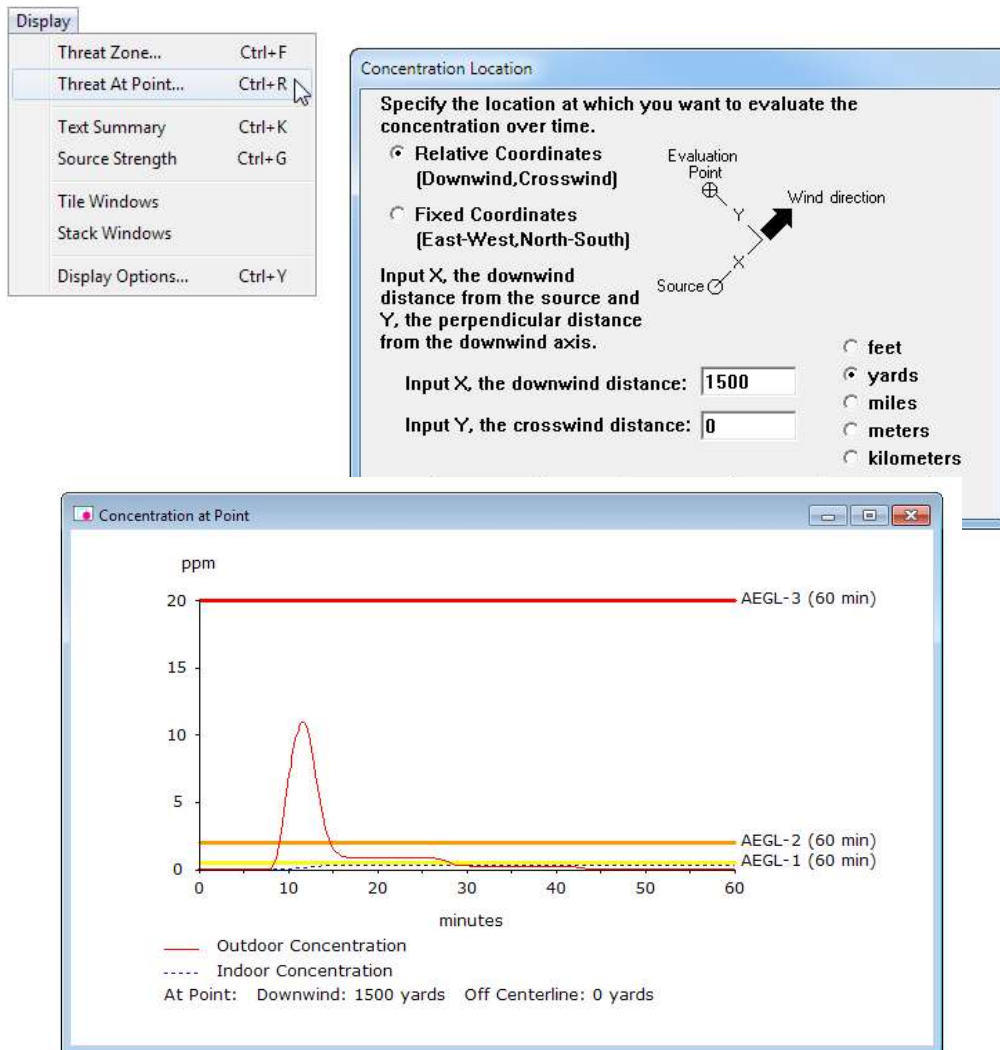 Display
Threat Zone... Ctrl+F
Threat At Point... Ctrl+R
Text Summary Ctrl+K
Source Strength Ctrl+G
Tile Windows
Stack Windows
Display Options... Ctrl+Y
Concentration Location
Specify the location at which you want to evaluate the
concentration over time.
Relative Coordinates
(Downwind,Crosswind)
Fixed Coordinates
(East-West,North-South)
Evaluation
Point
Wind direction
Y
X
Source
Input X, the downwind
distance from the source and
Y, the perpendicular distance
from the downwind axis.
Input X, the downwind distance: 1500
Input Y, the crosswind distance: 0
feet
yards
miles
meters
kilometers
Concentration at Point
ppm
20
15
10
5
0
AEGL-3 (60 min)
AEGL-2 (60 min)
AEGL-1 (60 min)
0 10 20 30 40 50 60
minutes
Outdoor Concentration
Indoor Concentration
At Point: Downwind: 1500 yards Off Centerline: 0 yards